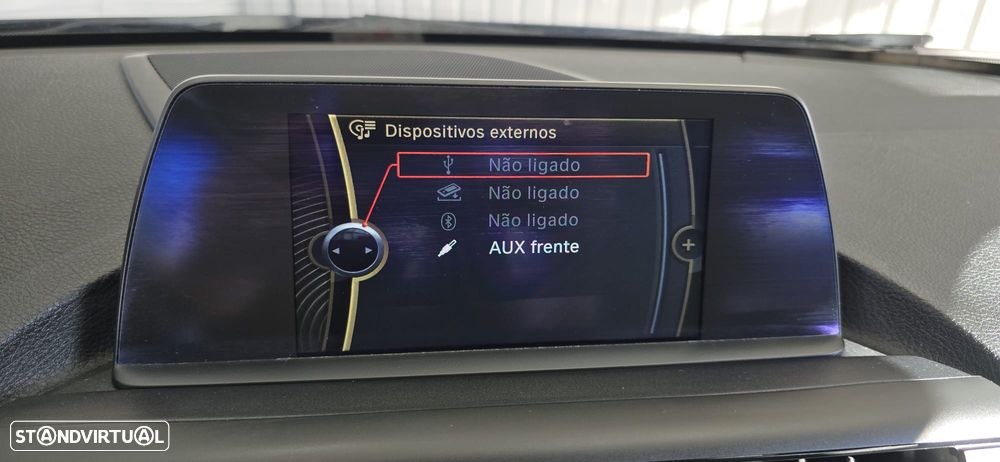 Dispositivos externos
Não ligado
Não ligado
Não ligado
AUX frente
STANDVIRTUAL